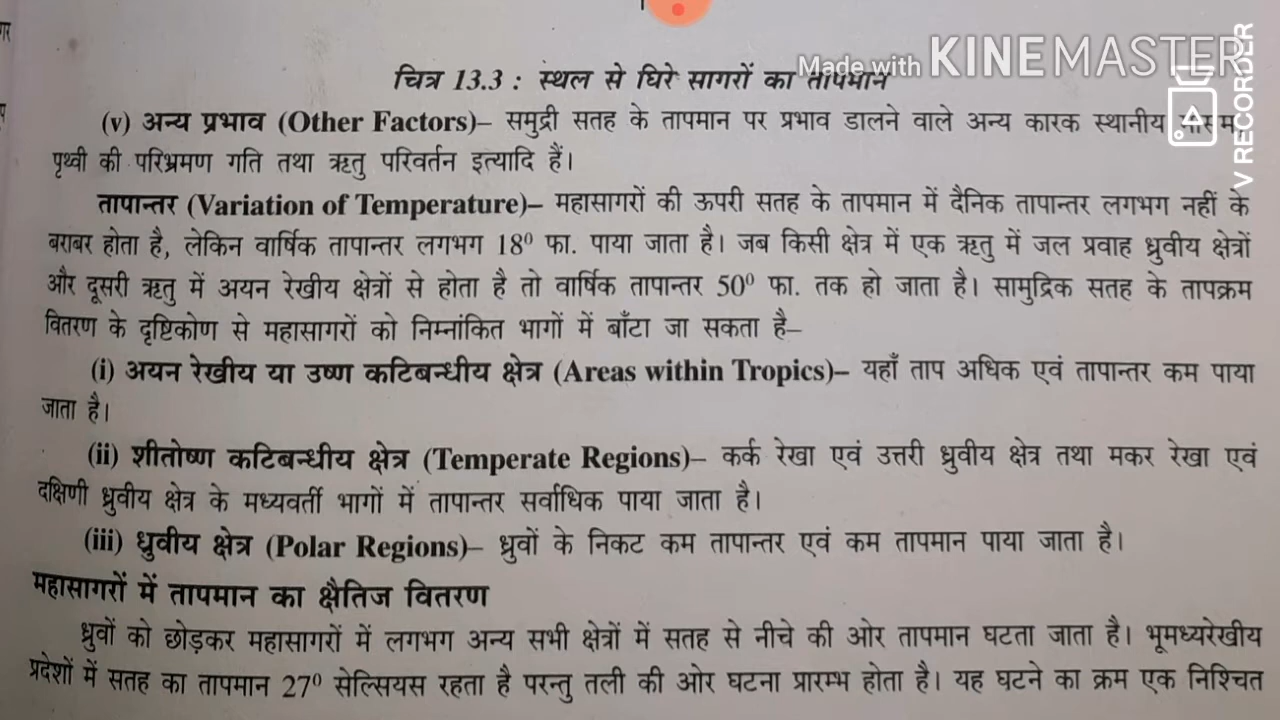 गर
Made with KINEMASTER
V RECORDER
चित्र 13.3 : स्थल से घिरे सागरों का तापमान
(v) अन्य प्रभाव (Other Factors)– समुद्री सतह के तापमान पर प्रभाव डालने वाले अन्य कारक स्थानीय
पृथ्वी की परिभ्रमण गति तथा ऋतु परिवर्तन इत्यादि हैं।
तापान्तर (Variation of Temperature)– महासागरों की ऊपरी सतह के तापमान में दैनिक तापान्तर लगभग नहीं के
बराबर होता है, लेकिन वार्षिक तापान्तर लगभग 18⁰ फा. पाया जाता है। जब किसी क्षेत्र में एक ऋतु में जल प्रवाह ध्रुवीय क्षेत्रों
और दूसरी ऋतु में अयन रेखीय क्षेत्रों से होता है तो वार्षिक तापान्तर 50⁰ फा. तक हो जाता है। सामुद्रिक सतह के तापक्रम
वितरण के दृष्टिकोण से महासागरों को निम्नांकित भागों में बाँटा जा सकता है–
(i) अयन रेखीय या उष्ण कटिबन्धीय क्षेत्र (Areas within Tropics)– यहाँ ताप अधिक एवं तापान्तर कम पाया
जाता है।
(ii) शीतोष्ण कटिबन्धीय क्षेत्र (Temperate Regions)– कर्क रेखा एवं उत्तरी ध्रुवीय क्षेत्र तथा मकर रेखा एवं
दक्षिणी ध्रुवीय क्षेत्र के मध्यवर्ती भागों में तापान्तर सर्वाधिक पाया जाता है।
(iii) ध्रुवीय क्षेत्र (Polar Regions)– ध्रुवों के निकट कम तापान्तर एवं कम तापमान पाया जाता है।
महासागरों में तापमान का क्षैतिज वितरण
ध्रुवों को छोड़कर महासागरों में लगभग अन्य सभी क्षेत्रों में सतह से नीचे की ओर तापमान घटता जाता है। भूमध्यरेखीय
प्रदेशों में सतह का तापमान 27⁰ सेल्सियस रहता है परन्तु तली की ओर घटना प्रारम्भ होता है। यह घटने का क्रम एक निश्चित